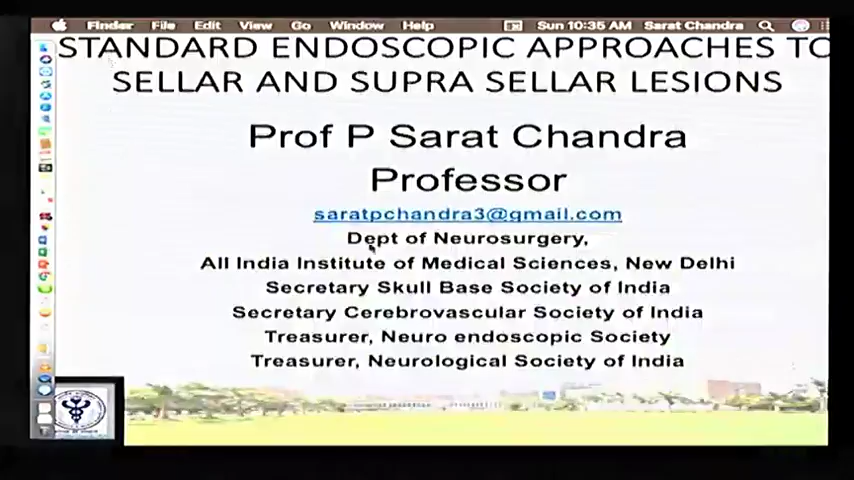 Finder File Edit View Go Window Help Sun 10:35 AM Sarat Chandra
STANDARD ENDOSCOPIC APPROACHES TO
SELLAR AND SUPRA SELLAR LESIONS
Prof P Sarat Chandra
Professor
saratpchandra3@gmail.com
Dept of Neurosurgery,
All India Institute of Medical Sciences, New Delhi
Secretary Skull Base Society of India
Secretary Cerebrovascular Society of India
Treasurer, Neuro endoscopic Society
Treasurer, Neurological Society of India